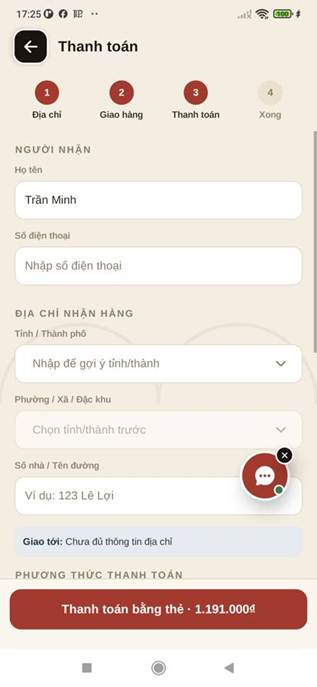 17:25
100
Thanh toán
1
2
3
4
Địa chỉ
Giao hàng
Thanh toán
Xong
NGƯỜI NHẬN
Họ tên
Trần Minh
Số điện thoại
Nhập số điện thoại
ĐỊA CHỈ NHẬN HÀNG
Tỉnh / Thành phố
Nhập để gợi ý tỉnh/thành
Phường / Xã / Đặc khu
Chọn tỉnh/thành trước
Số nhà / Tên đường
Ví dụ: 123 Lê Lợi
Giao tới: Chưa đủ thông tin địa chỉ
PHƯƠNG THỨC THANH TOÁN
Thanh toán bằng thẻ · 1.191.000₫